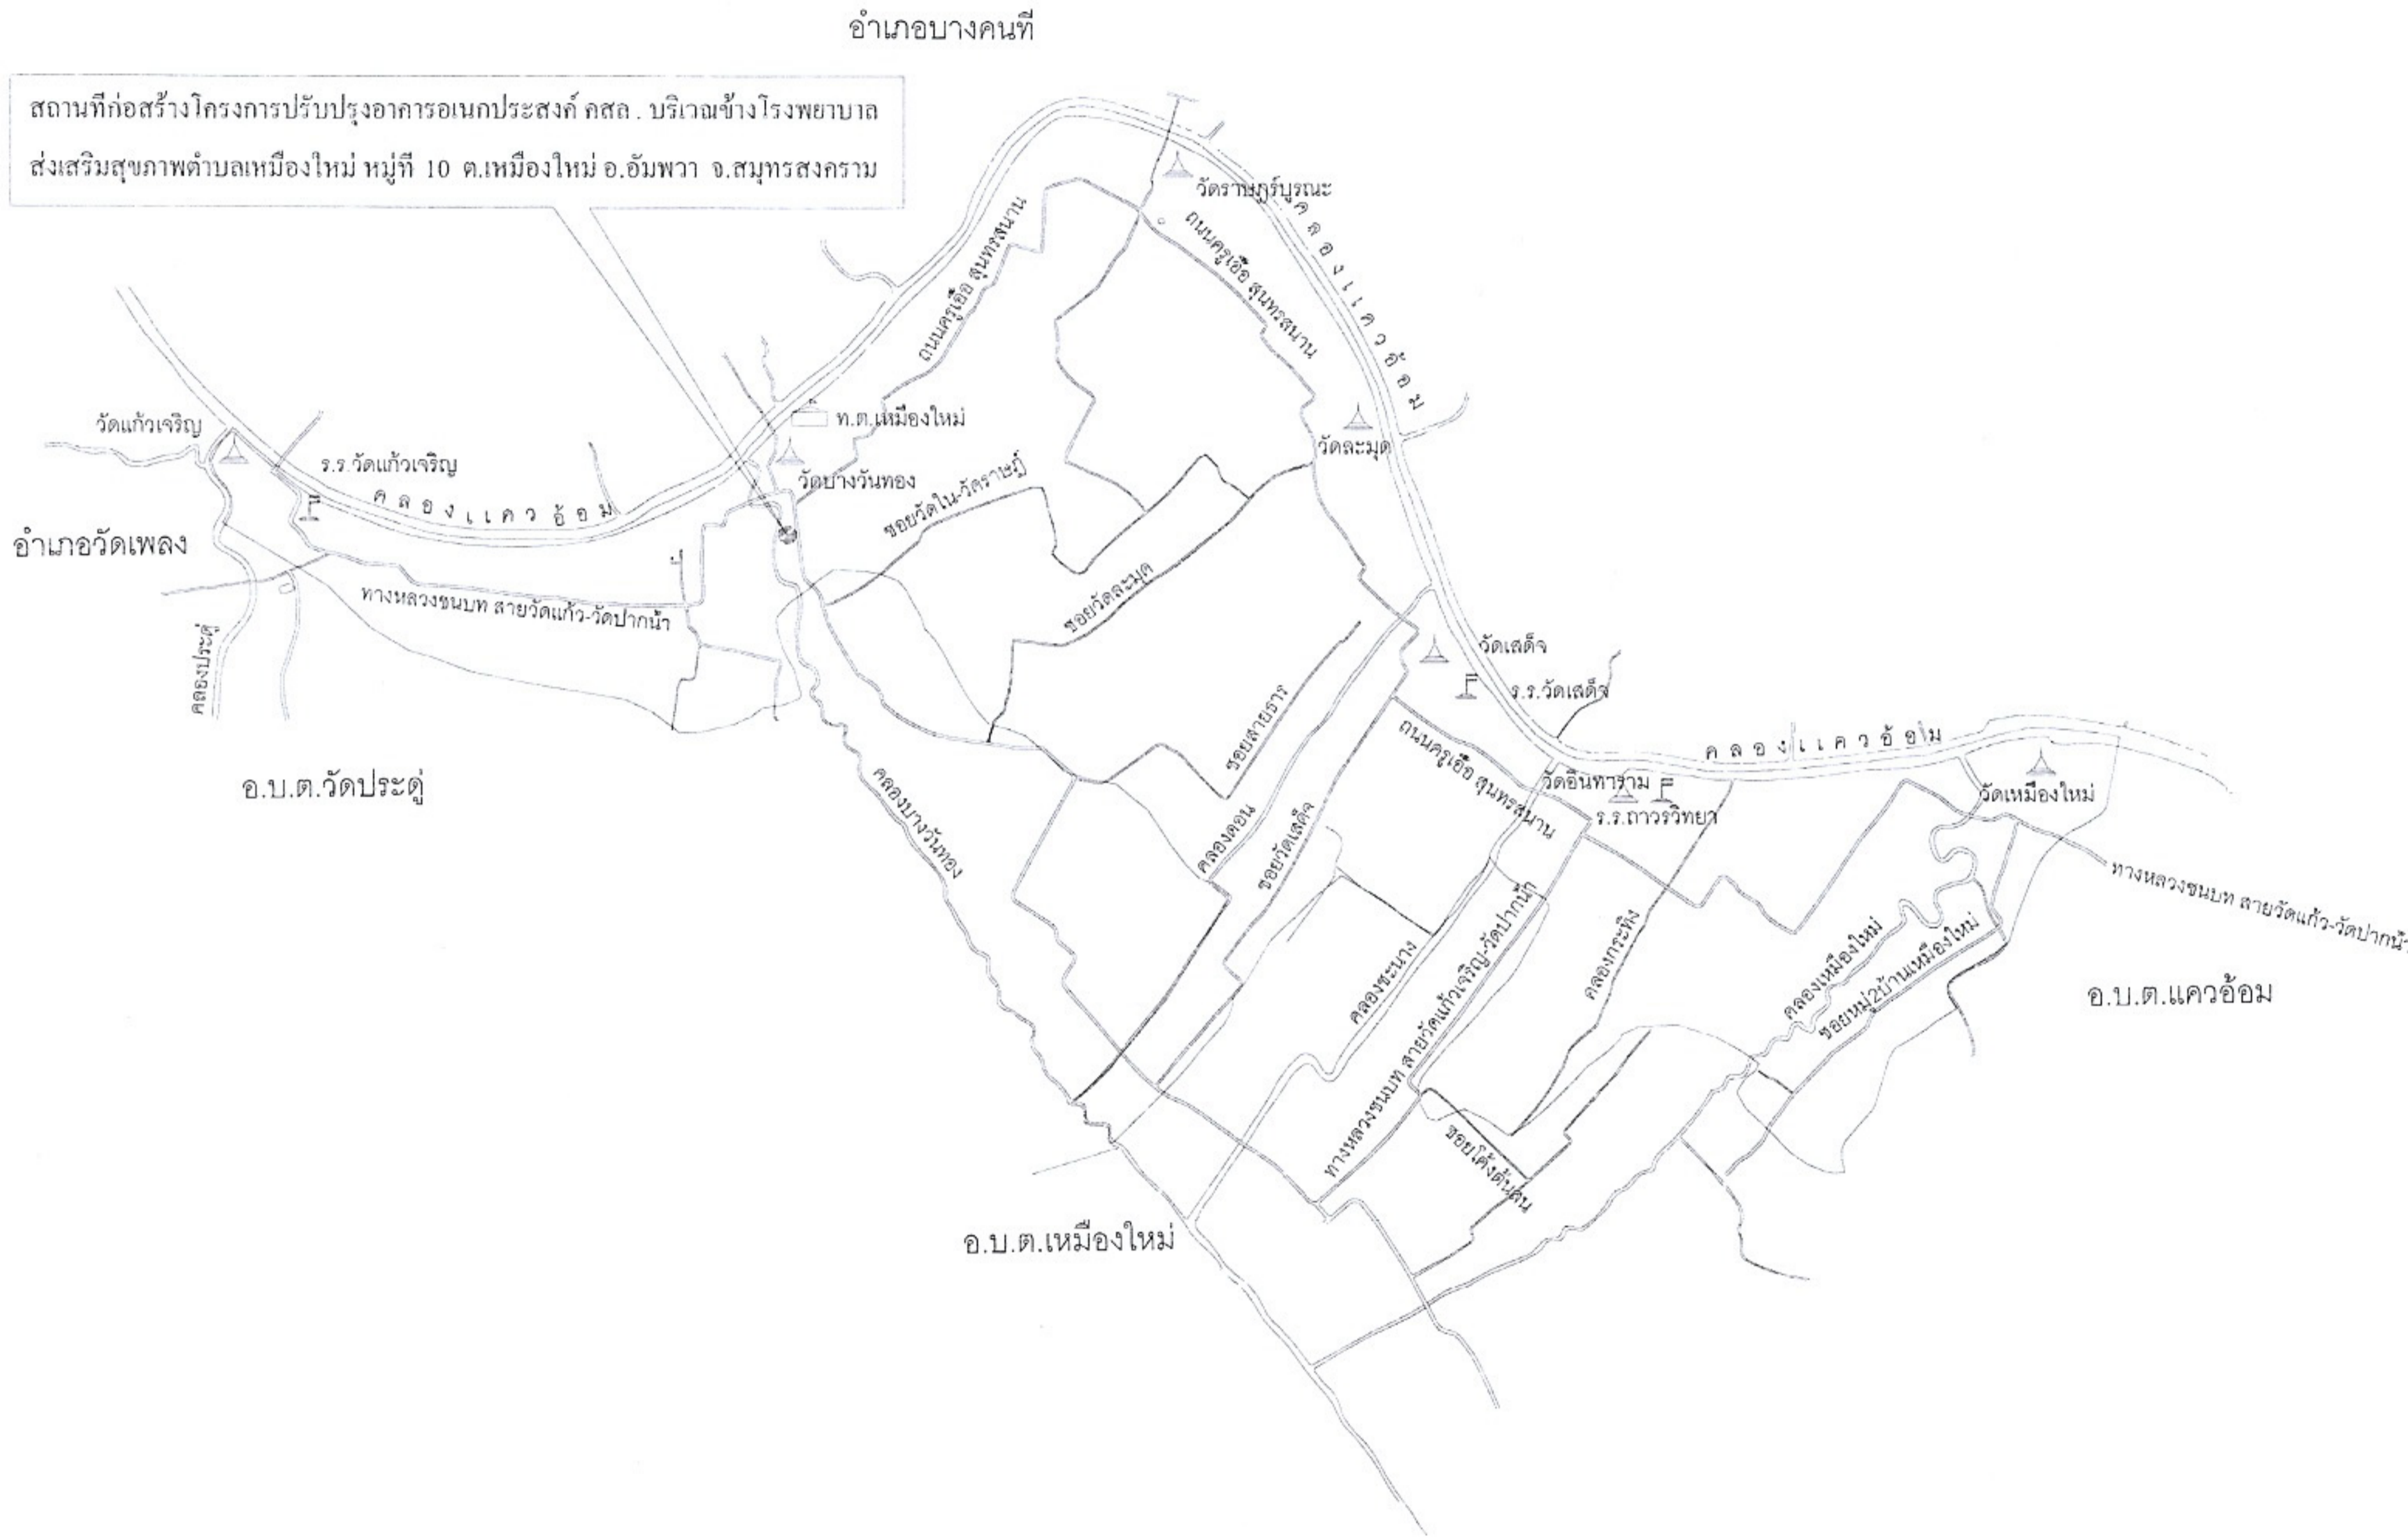 อำเภอบางคนที
สถานที่ก่อสร้างโครงการปรับปรุงอาคารอเนกประสงค์ คสล. บริเวณข้างโรงพยาบาล
ส่งเสริมสุขภาพตำบลเหมืองใหม่ หมู่ที่ 10 ต.เหมืองใหม่ อ.อัมพวา จ.สมุทรสงคราม
วัดราษฎร์บูรณะ
คลองแควอ้อม
ถนนครูเอื้อ สุนทรสนาน
ถนนครูเอื้อ สุนทรสนาน
วัดแก้วเจริญ
ท.ต.เหมืองใหม่
วัดละมุด
ร.ร.วัดแก้วเจริญ
วัดบางวันทอง
คลองแควอ้อม
ซอยวัดใน-วัดราษฎร์
อำเภอวัดเพลง
ทางหลวงชนบท สายวัดแก้ว-วัดปากน้ำ
ซอยวัดละมุด
คลองประดู่
วัดเสด็จ
ร.ร.วัดเสด็จ
ซอยสายธาร
คลองแควอ้อม
ถนนครูเอื้อ สุนทรสนาน
อ.บ.ต.วัดประดู่
วัดอินทาราม
วัดเหมืองใหม่
ร.ร.ถาวรวิทยา
คลองบางวันทอง
คลองคอน
ซอยวัดเสด็จ
ทางหลวงชนบท สายวัดแก้ว-วัดปากน้ำ
คลองกระทิง
คลองชะนาง
คลองเหมืองใหม่
ซอยหมู่2บ้านเหมืองใหม่
อ.บ.ต.แควอ้อม
ทางหลวงชนบท สายวัดแก้วเจริญ-วัดปากน้ำ
ซอยโค้งต้นสน
อ.บ.ต.เหมืองใหม่